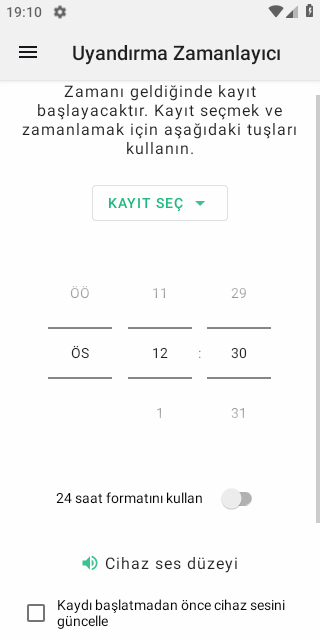 19:10
Uyandırma Zamanlayıcı
Zamanı geldiğinde kayıt
başlayacaktır. Kayıt seçmek ve
zamanlamak için aşağıdaki tuşları
kullanın.
KAYIT SEÇ
ÖÖ 11 29
ÖS 12 : 30
1 31
24 saat formatını kullan
Cihaz ses düzeyi
Kaydı başlatmadan önce cihaz sesini
güncelle